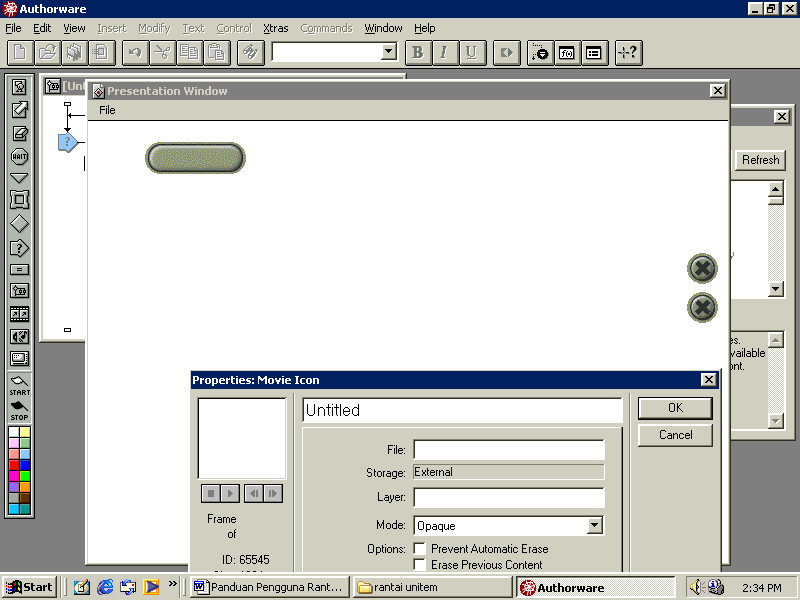 Authorware
File Edit View Insert Modify Text Control Xtras Commands Window Help
B I U
[Unt
Presentation Window
File
?
WAIT
Refresh
es.
vailable
ont.
START
STOP
Properties: Movie Icon
Untitled
OK
Cancel
File:
Storage: External
Layer:
Mode: Opaque
Options: Prevent Automatic Erase
Erase Previous Content
Frame
of
ID: 65545
Start Panduan Pengguna Rant... rantai unitem Authorware 2:34 PM